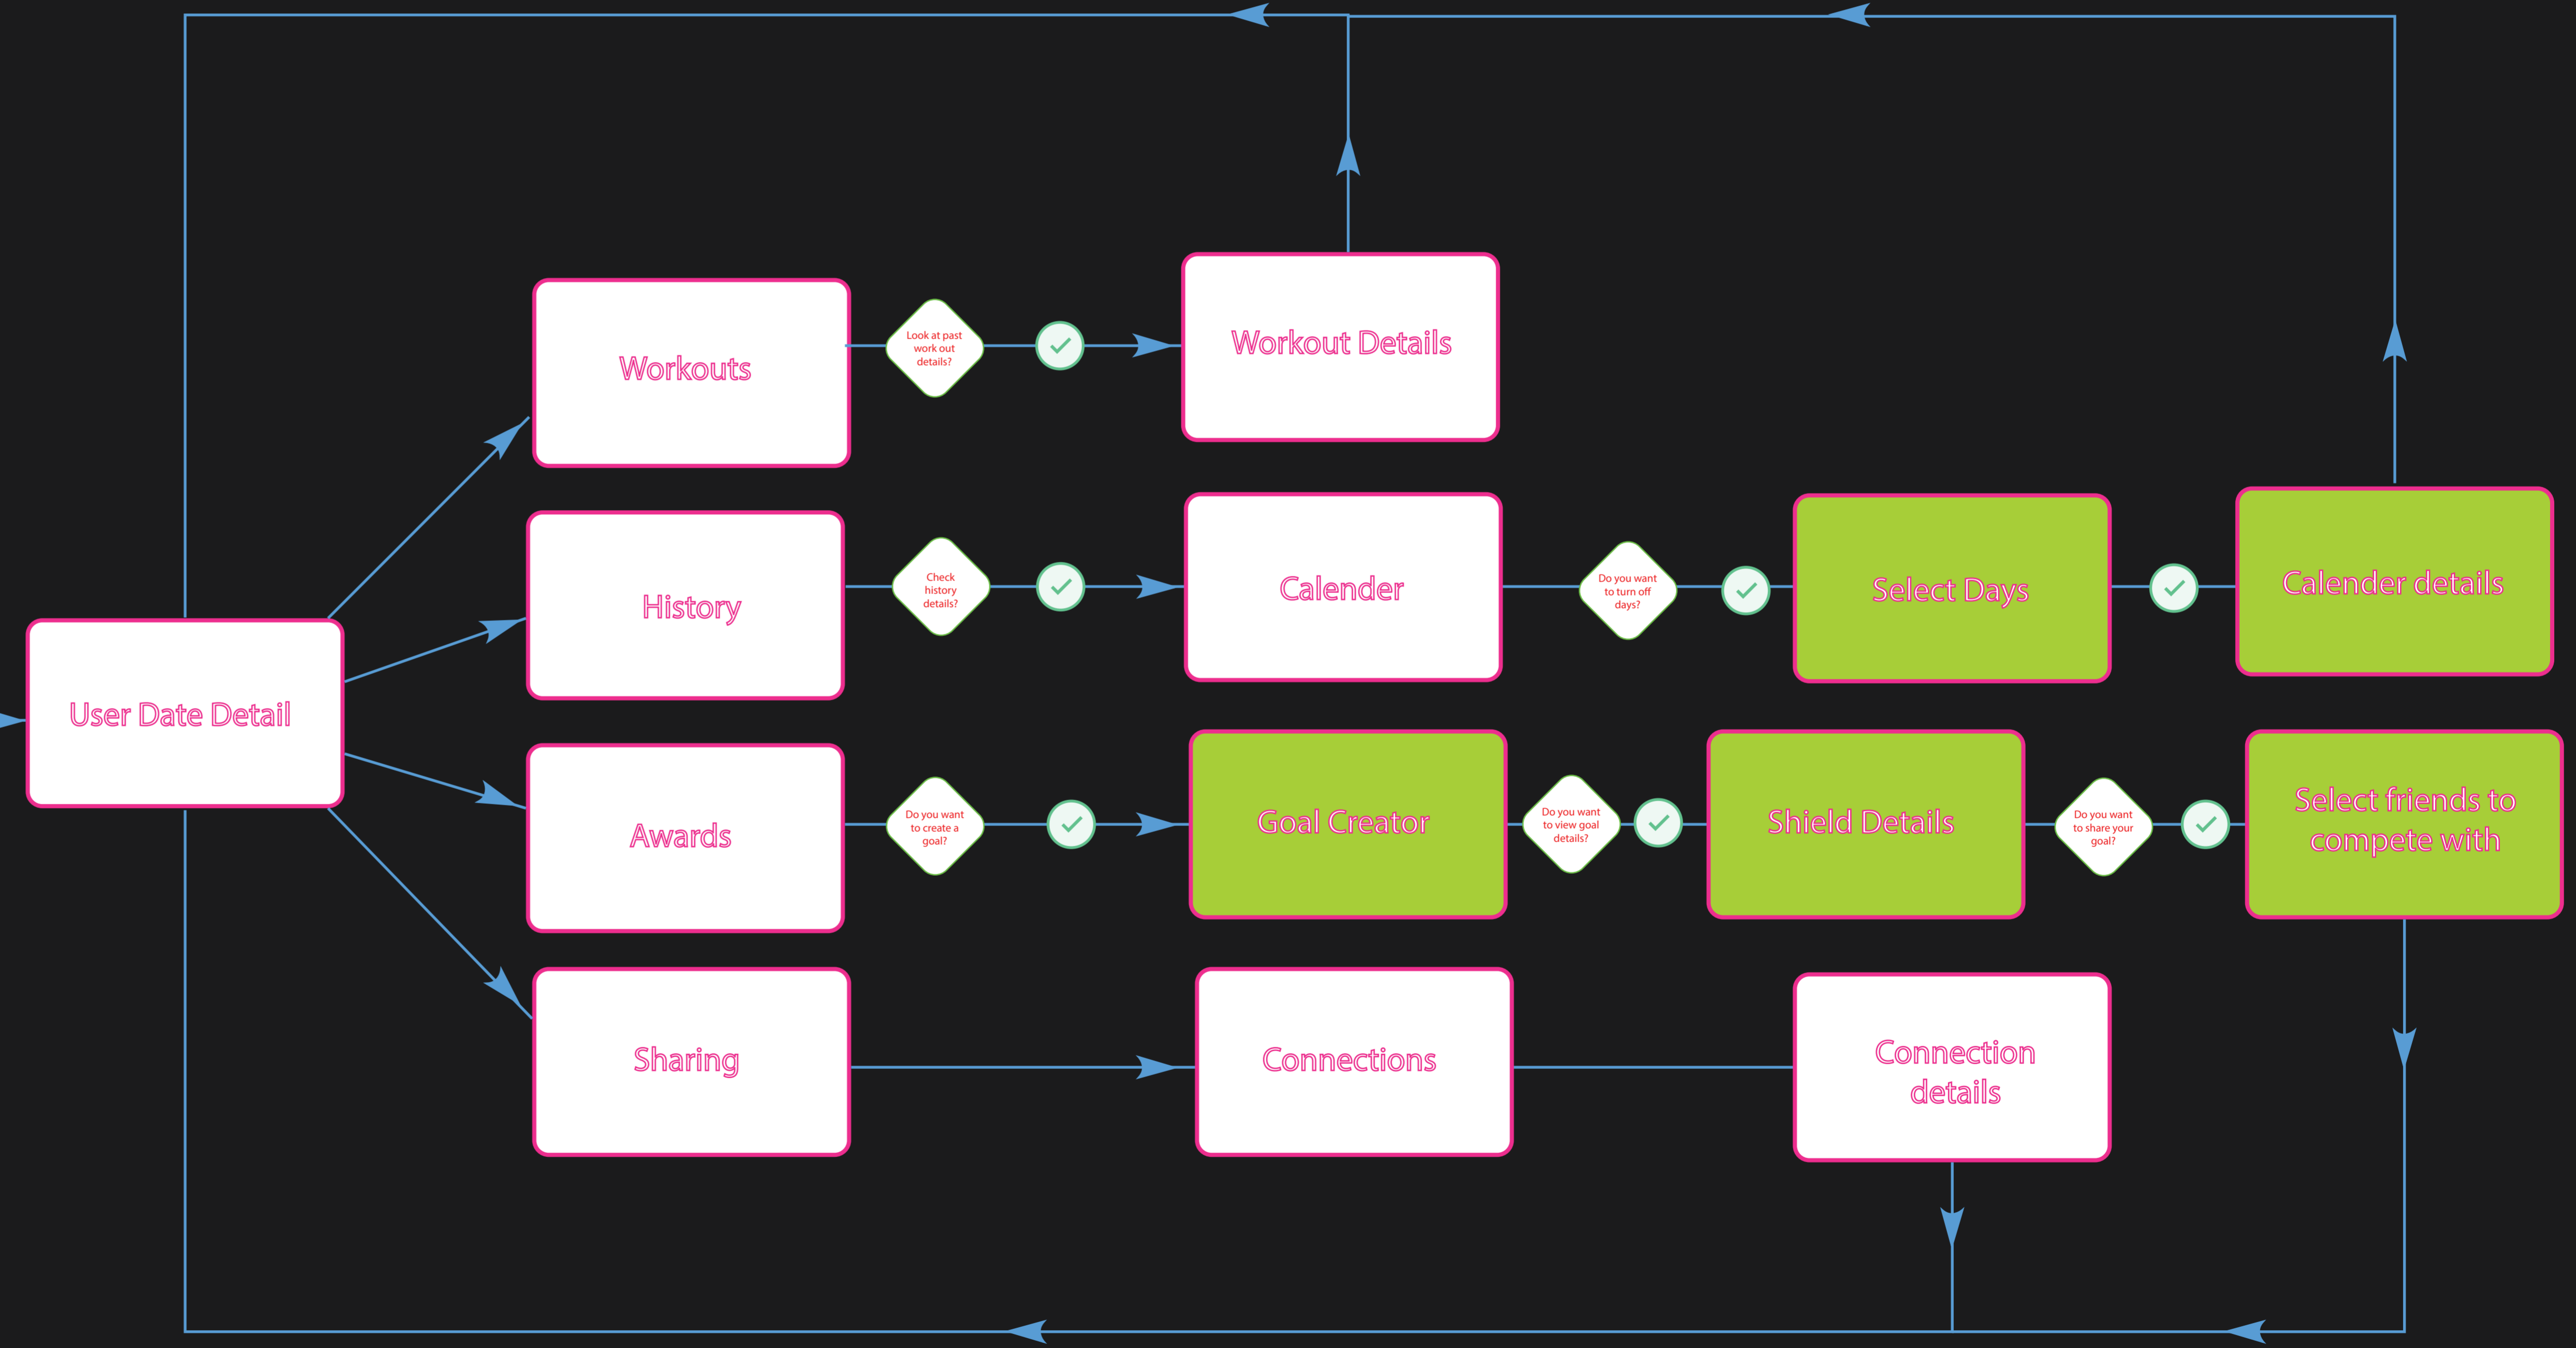 Workouts
Look at past
work out
details?
Workout Details
History
Check
history
details?
Calender
Do you want
to turn off
days?
Select Days
Calender details
User Date Detail
Awards
Do you want
to create a
goal?
Goal Creator
Do you want
to view goal
details?
Shield Details
Do you want
to share your
goal?
Select friends to
compete with
Sharing
Connections
Connection
details